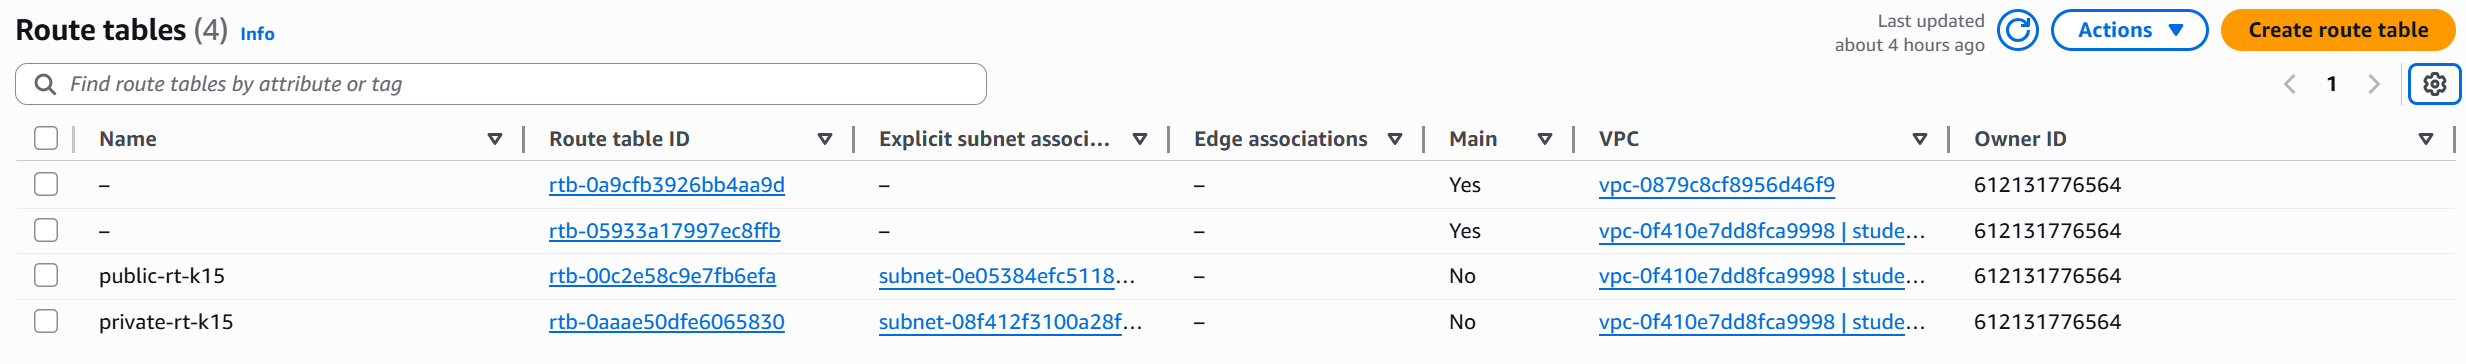 Route tables (4) Info
Last updated
about 4 hours ago
Actions
Create route table
Find route tables by attribute or tag
1
Name Route table ID Explicit subnet associ... Edge associations Main VPC Owner ID
– rtb-0a9cfb3926bb4aa9d – – Yes vpc-0879c8cf8956d46f9 612131776564
– rtb-05933a17997ec8ffb – – Yes vpc-0f410e7dd8fca9998 | stude... 612131776564
public-rt-k15 rtb-00c2e58c9e7fb6efa subnet-0e05384efc5118... – No vpc-0f410e7dd8fca9998 | stude... 612131776564
private-rt-k15 rtb-0aaae50dfe6065830 subnet-08f412f3100a28f... – No vpc-0f410e7dd8fca9998 | stude... 612131776564